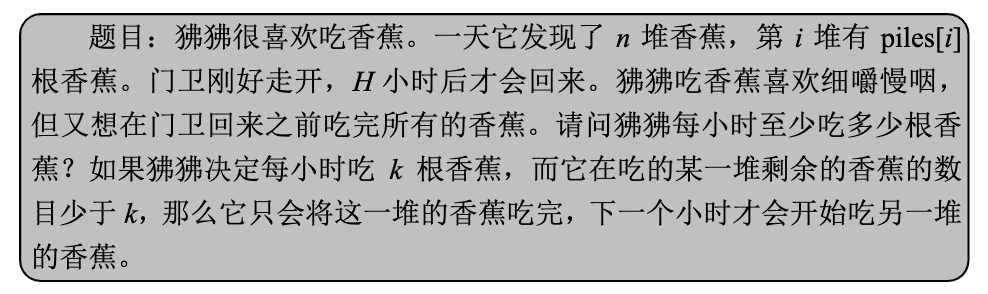 题目：狒狒很喜欢吃香蕉。一天它发现了 n 堆香蕉，第 i 堆有 piles[i]
根香蕉。门卫刚好走开，H 小时后才会回来。狒狒吃香蕉喜欢细嚼慢咽，
但又想在门卫回来之前吃完所有的香蕉。请问狒狒每小时至少吃多少根香
蕉？如果狒狒决定每小时吃 k 根香蕉，而它在吃的某一堆剩余的香蕉的数
目少于 k，那么它只会将这一堆的香蕉吃完，下一个小时才会开始吃另一堆
的香蕉。